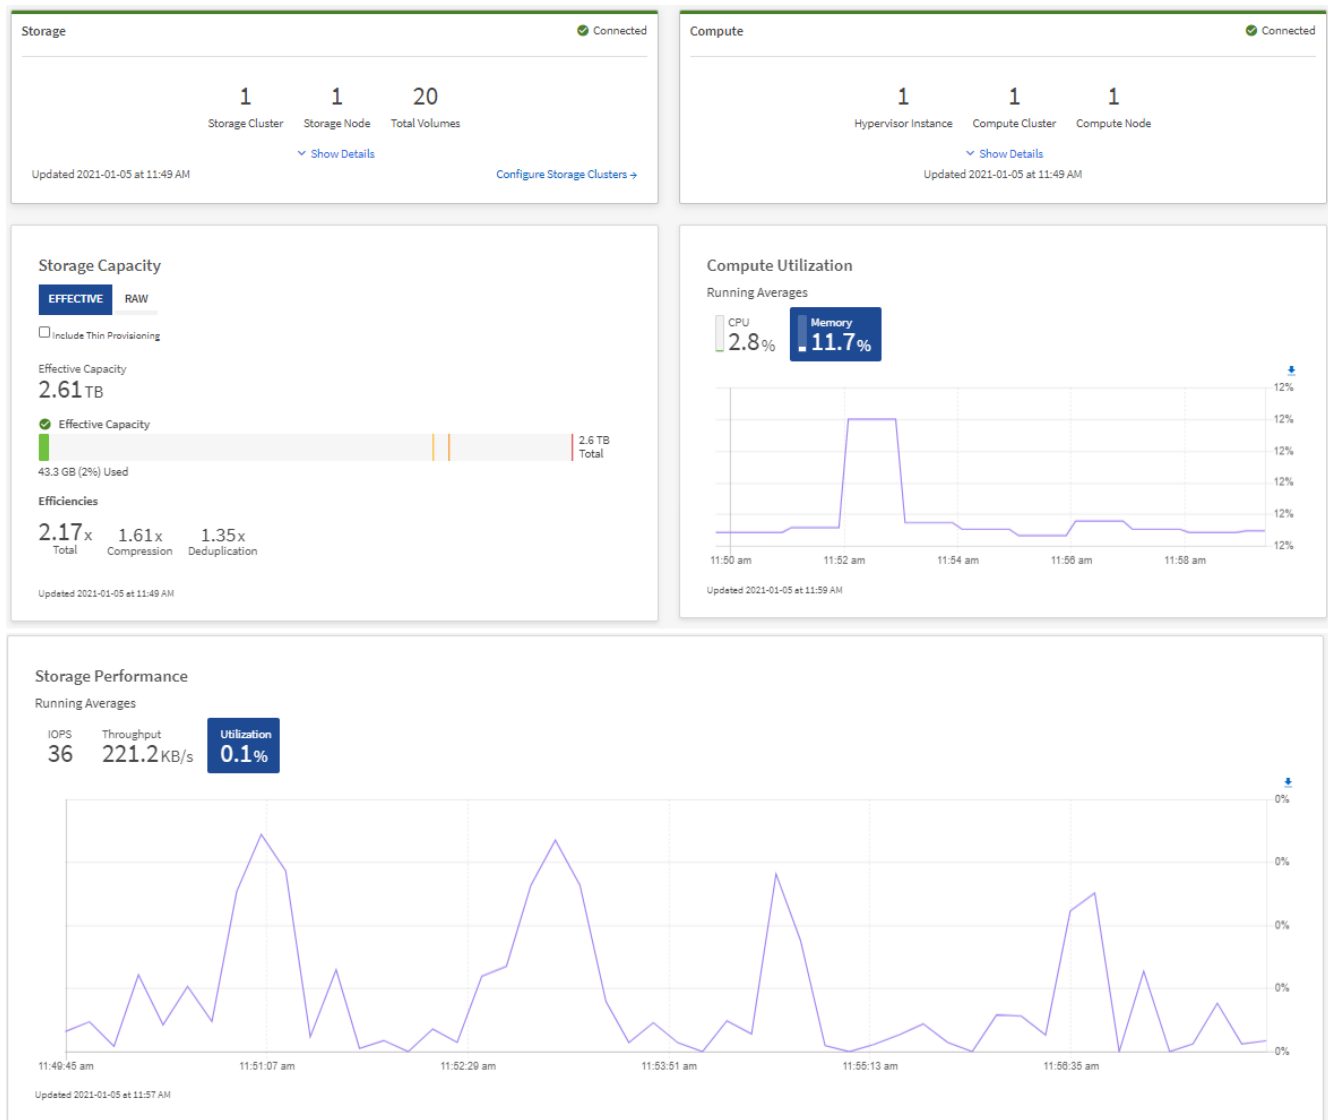 Storage
Connected
1 1 20
Storage Cluster Storage Node Total Volumes
Show Details
Updated 2021-01-05 at 11:49 AM
Configure Storage Clusters →
Compute
Connected
1 1 1
Hypervisor Instance Compute Cluster Compute Node
Show Details
Updated 2021-01-05 at 11:49 AM
Storage Capacity
EFFECTIVE RAW
Include Thin Provisioning
Effective Capacity
2.61 TB
Effective Capacity
2.6 TB
Total
43.3 GB (2%) Used
Efficiencies
2.17x 1.61x 1.35x
Total Compression Deduplication
Updated 2021-01-05 at 11:49 AM
Compute Utilization
Running Averages
CPU Memory
2.8% 11.7%
12%
12%
12%
12%
12%
12%
11:50 am 11:52 am 11:54 am 11:56 am 11:58 am
Updated 2021-01-05 at 11:59 AM
Storage Performance
Running Averages
IOPS Throughput Utilization
36 221.2 KB/s 0.1%
0%
0%
0%
0%
0%
11:49:45 am 11:51:07 am 11:52:29 am 11:53:51 am 11:55:13 am 11:56:35 am
Updated 2021-01-05 at 11:57 AM